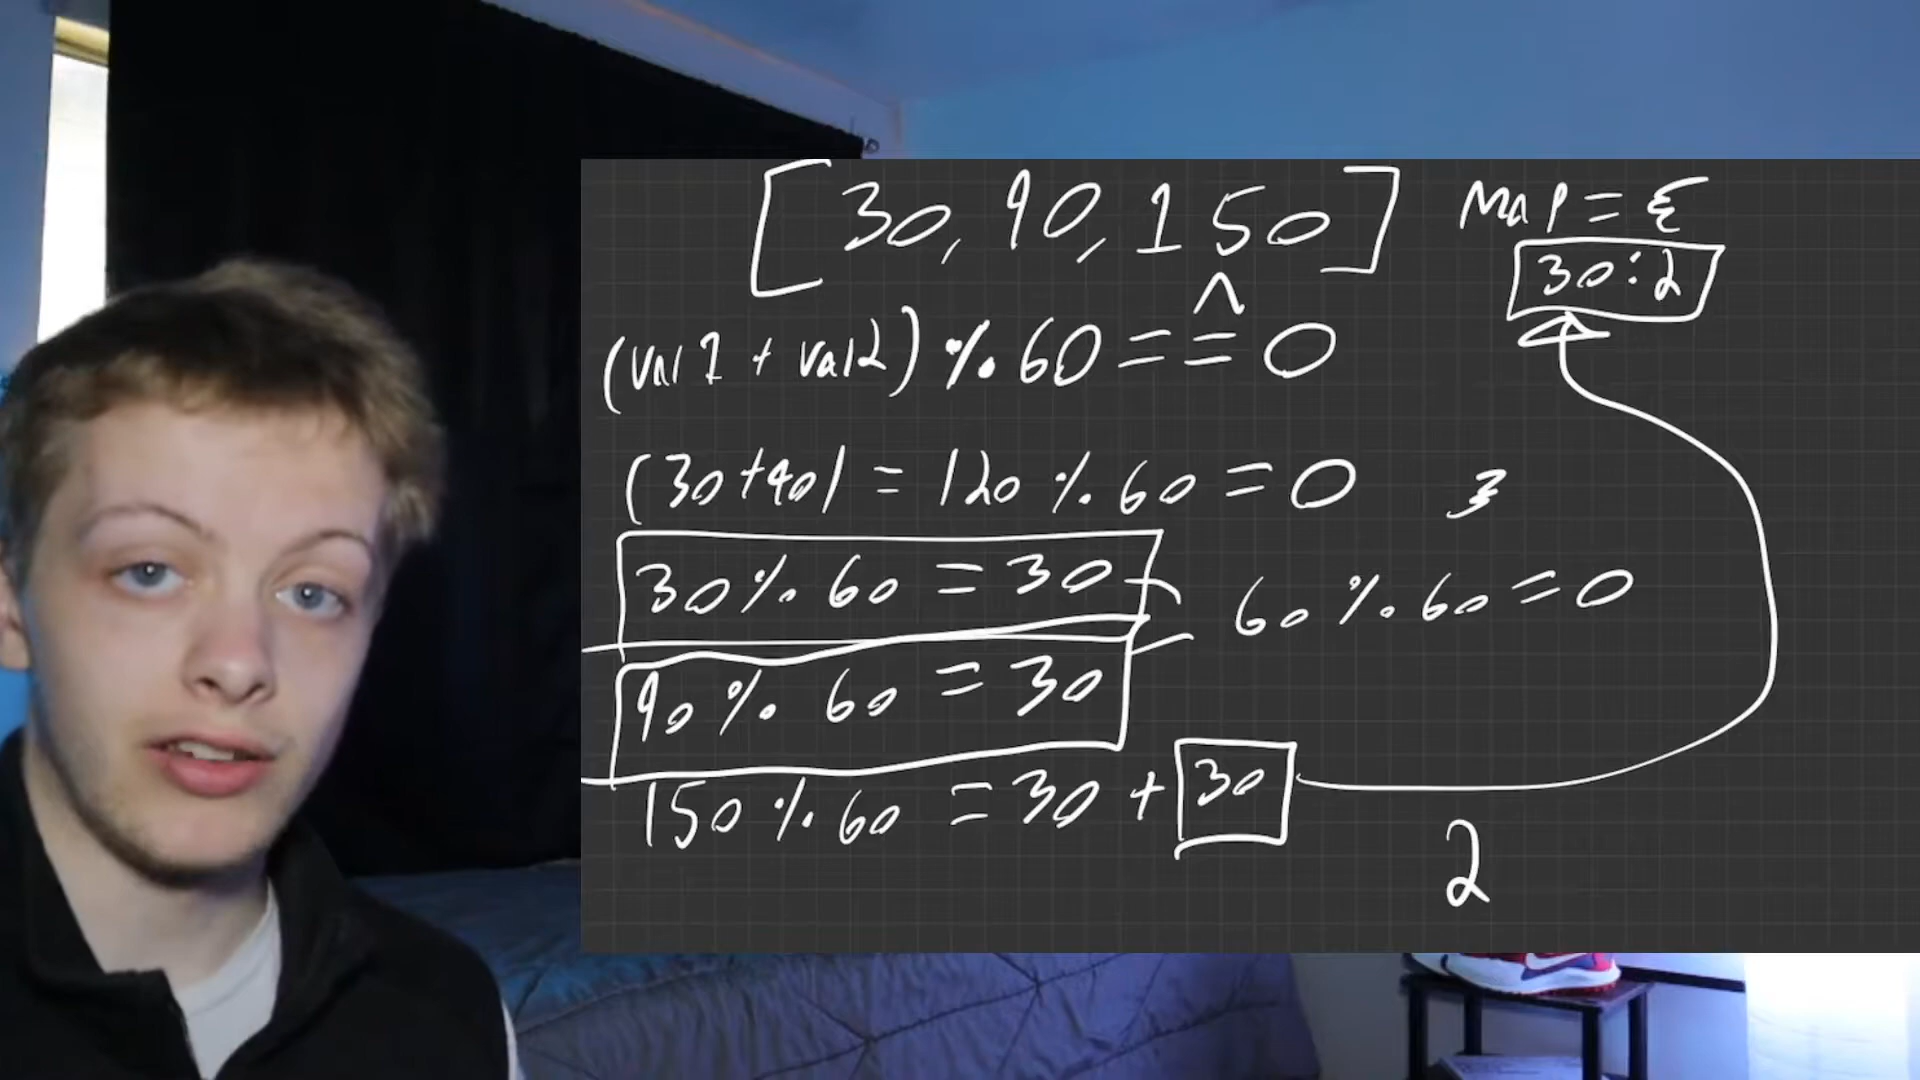 [30, 90, 150]
map = {
30:2
(val1 + val2) % 60 == 0
(30+90) = 120 % 60 = 0
}
30 % 60 = 30
60 % 60 = 0
90 % 60 = 30
150 % 60 = 30 + 30
2